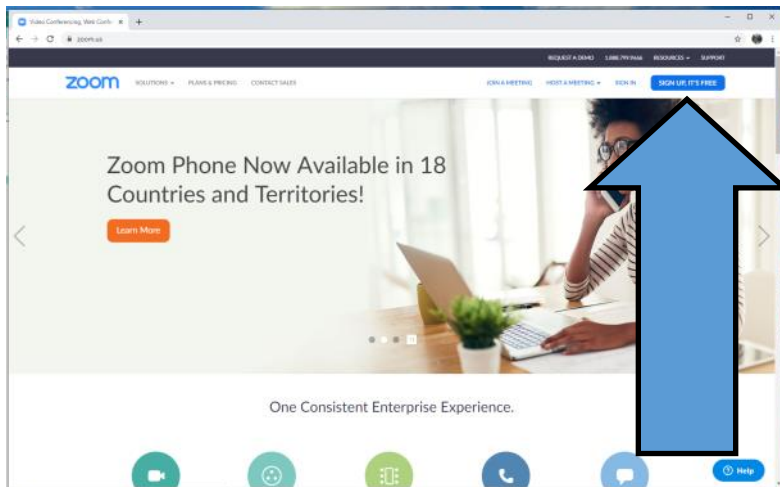 Video Conferencing, Web Confe
zoom.us
REQUEST A DEMO 1.888.799.9666 RESOURCES SUPPORT
zoom SOLUTIONS PLANS & PRICING CONTACT SALES JOIN A MEETING HOST A MEETING SIGN IN SIGN UP, IT'S FREE
Zoom Phone Now Available in 18
Countries and Territories!
Learn More
One Consistent Enterprise Experience.
Help